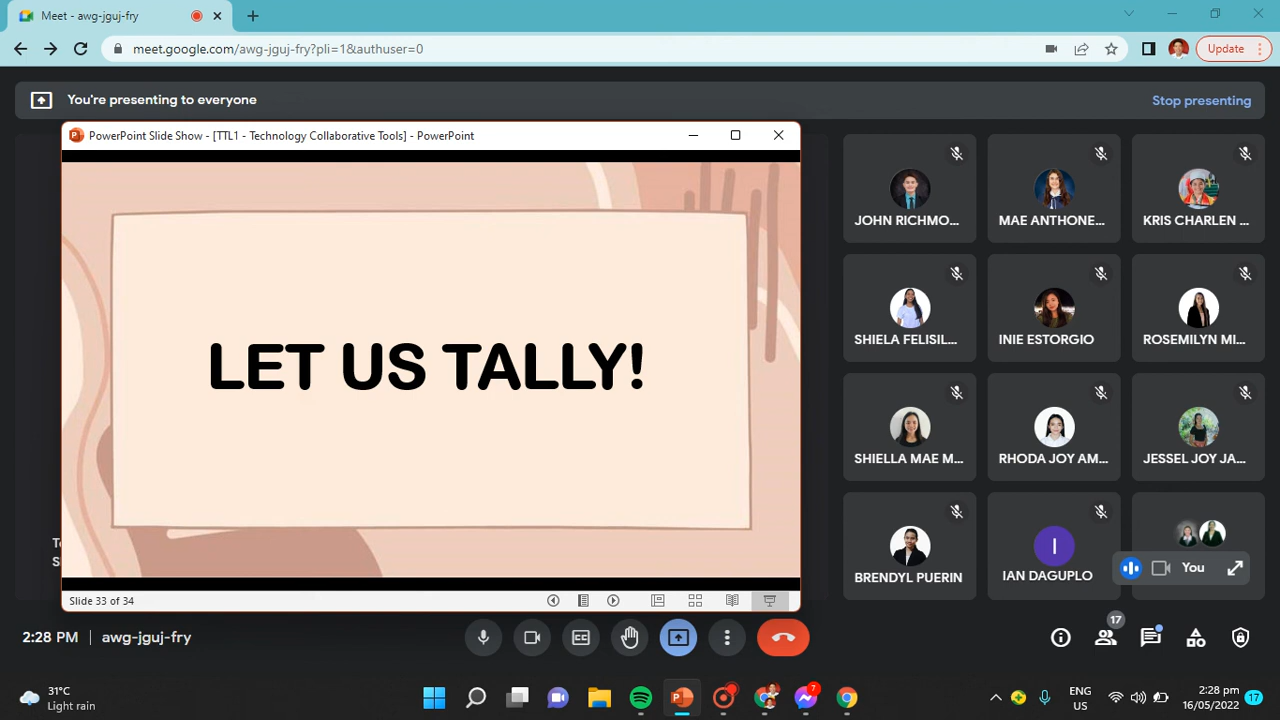 Meet - awg-jguj-fry
meet.google.com/awg-jguj-fry?pli=1&authuser=0
Update
You're presenting to everyone
Stop presenting
PowerPoint Slide Show - [TTL1 - Technology Collaborative Tools] - PowerPoint
LET US TALLY!
Slide 33 of 34
JOHN RICHMO...
MAE ANTHONE...
KRIS CHARLEN ...
SHIELA FELISIL...
INIE ESTORGIO
ROSEMILYN MI...
SHIELLA MAE M...
RHODA JOY AM...
JESSEL JOY JA...
BRENDYL PUERIN
I
IAN DAGUPLO
You
2:28 PM | awg-jguj-fry
CC
17
31°C
Light rain
7
ENG
US
2:28 pm
16/05/2022
17